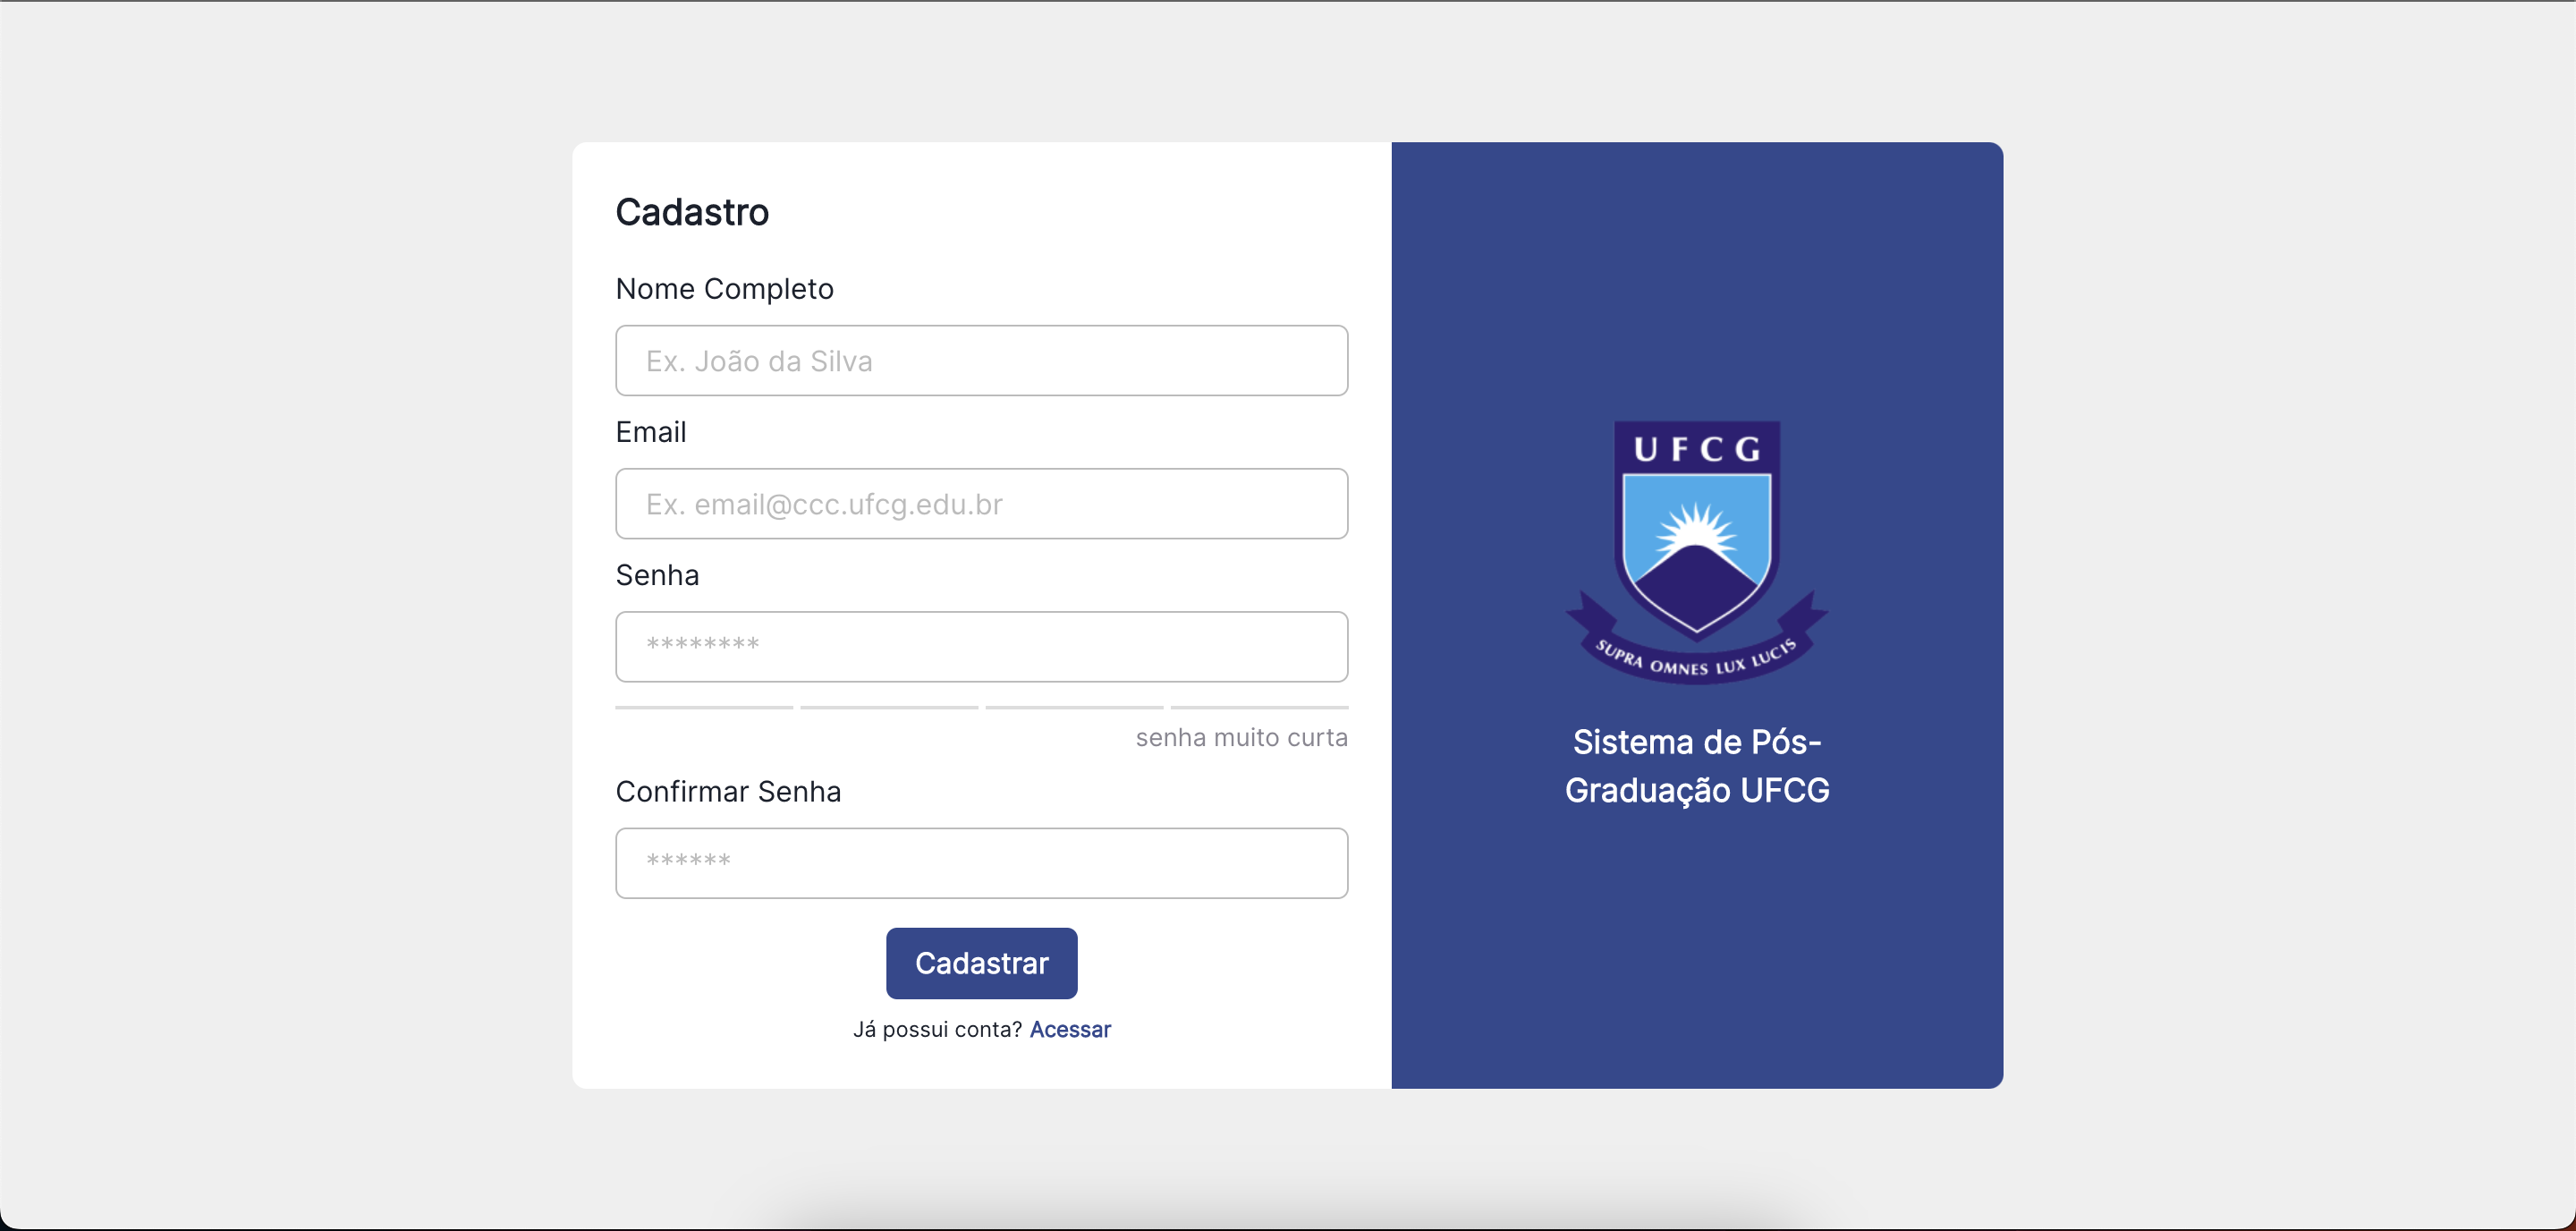 Cadastro
Nome Completo
Ex. João da Silva
Email
Ex. email@ccc.ufcg.edu.br
Senha
********
senha muito curta
Confirmar Senha
******
Cadastrar
Já possui conta? Acessar
UFCG
SUPRA OMNES LUX LUCIS
Sistema de Pós-
Graduação UFCG